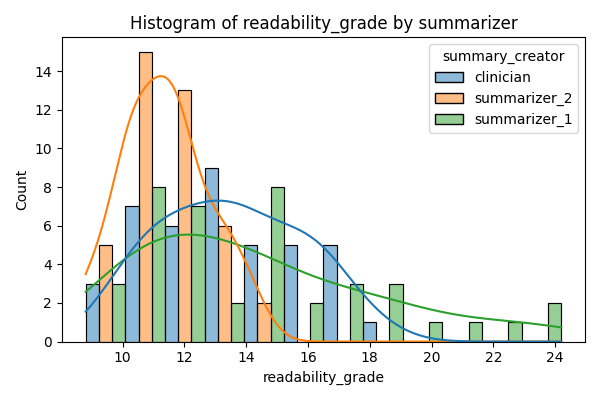 Histogram of readability_grade by summarizer
summary_creator
clinician
summarizer_2
summarizer_1
Count
14
12
10
8
6
4
2
0
10 12 14 16 18 20 22 24
readability_grade